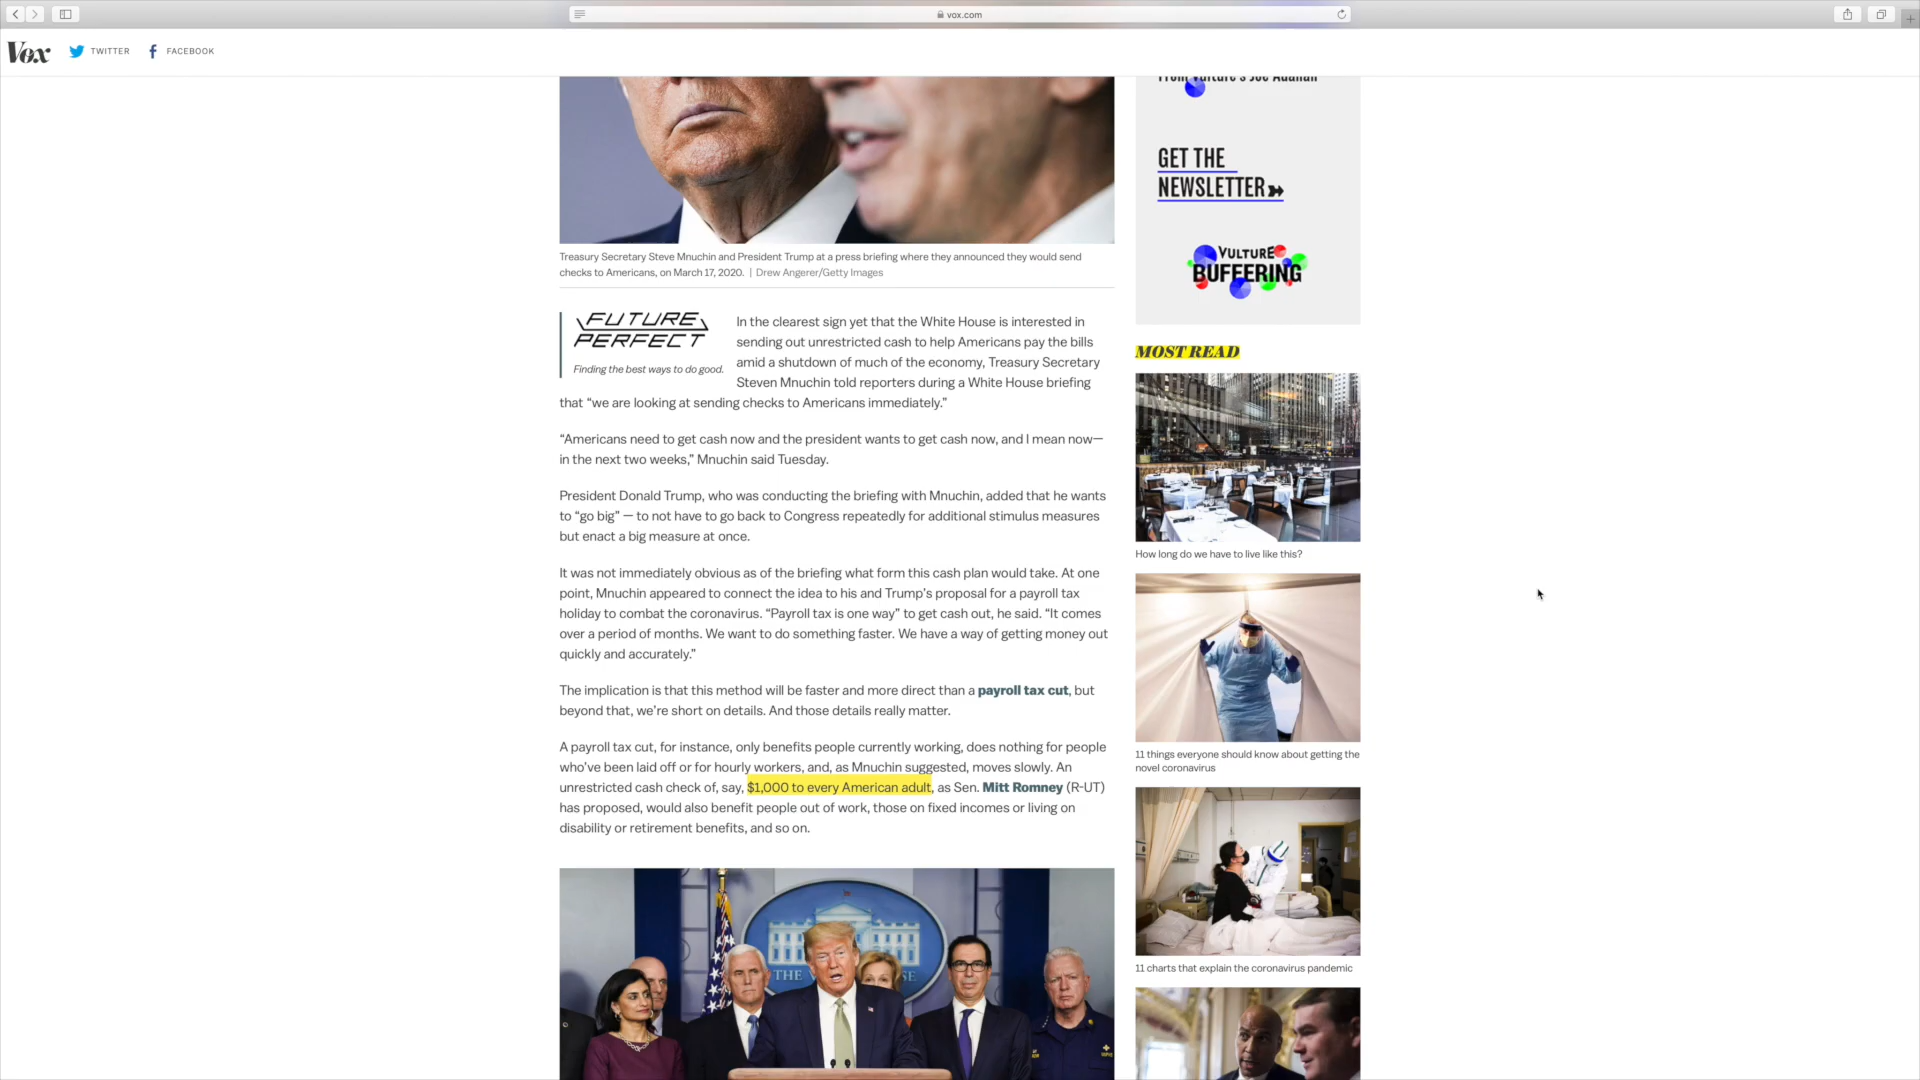 vox.com
Vox TWITTER FACEBOOK
Treasury Secretary Steve Mnuchin and President Trump at a press briefing where they announced they would send
checks to Americans, on March 17, 2020. | Drew Angerer/Getty Images
FUTURE
PERFECT
Finding the best ways to do good.
In the clearest sign yet that the White House is interested in
sending out unrestricted cash to help Americans pay the bills
amid a shutdown of much of the economy, Treasury Secretary
Steven Mnuchin told reporters during a White House briefing
that “we are looking at sending checks to Americans immediately.”
“Americans need to get cash now and the president wants to get cash now, and I mean now—
in the next two weeks,” Mnuchin said Tuesday.
President Donald Trump, who was conducting the briefing with Mnuchin, added that he wants
to “go big” — to not have to go back to Congress repeatedly for additional stimulus measures
but enact a big measure at once.
It was not immediately obvious as of the briefing what form this cash plan would take. At one
point, Mnuchin appeared to connect the idea to his and Trump’s proposal for a payroll tax
holiday to combat the coronavirus. “Payroll tax is one way” to get cash out, he said. “It comes
over a period of months. We want to do something faster. We have a way of getting money out
quickly and accurately.”
The implication is that this method will be faster and more direct than a payroll tax cut, but
beyond that, we’re short on details. And those details really matter.
A payroll tax cut, for instance, only benefits people currently working, does nothing for people
who’ve been laid off or for hourly workers, and, as Mnuchin suggested, moves slowly. An
unrestricted cash check of, say, $1,000 to every American adult, as Sen. Mitt Romney (R-UT)
has proposed, would also benefit people out of work, those on fixed incomes or living on
disability or retirement benefits, and so on.
THE
SE
From Vulture's Joe Adalian
GET THE
NEWSLETTER
VULTURE
BUFFERING
MOST READ
How long do we have to live like this?
11 things everyone should know about getting the
novel coronavirus
11 charts that explain the coronavirus pandemic